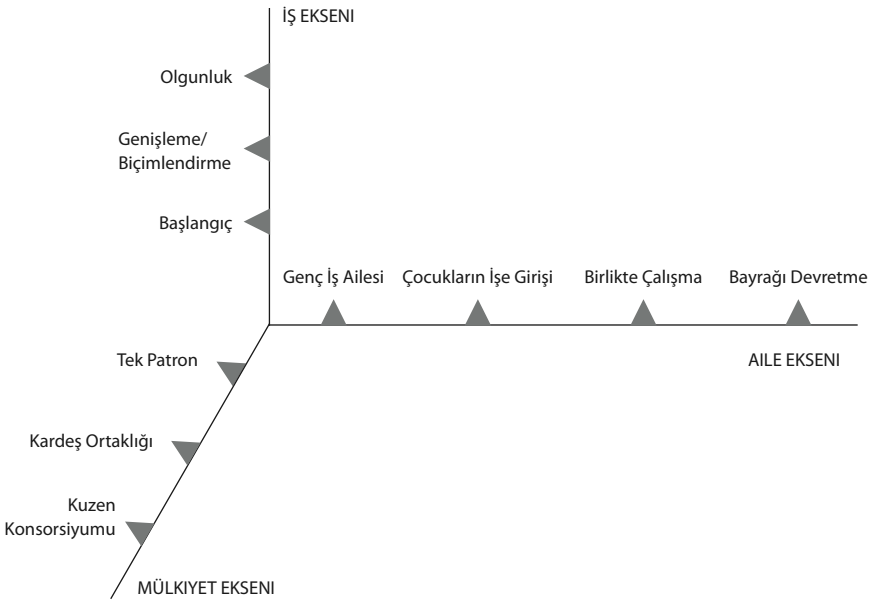 İŞ EKSENI
Olgunluk
Genişleme/
Biçimlendirme
Başlangıç
Genç İş Ailesi
Çocukların İşe Girişi
Birlikte Çalışma
Bayrağı Devretme
AILE EKSENI
Tek Patron
Kardeş Ortaklığı
Kuzen
Konsorsiyumu
MÜLKIYET EKSENI